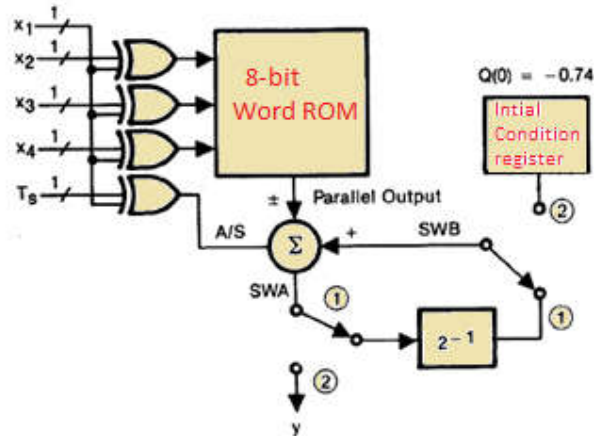 x1
1
x2
1
x3
1
x4
1
Ts
1
8-bit
Word ROM
Q(0) = -0.74
Intial
Condition
register
2
± Parallel Output
A/S
Σ
+
SWB
SWA
1
1
2^-1
2
y